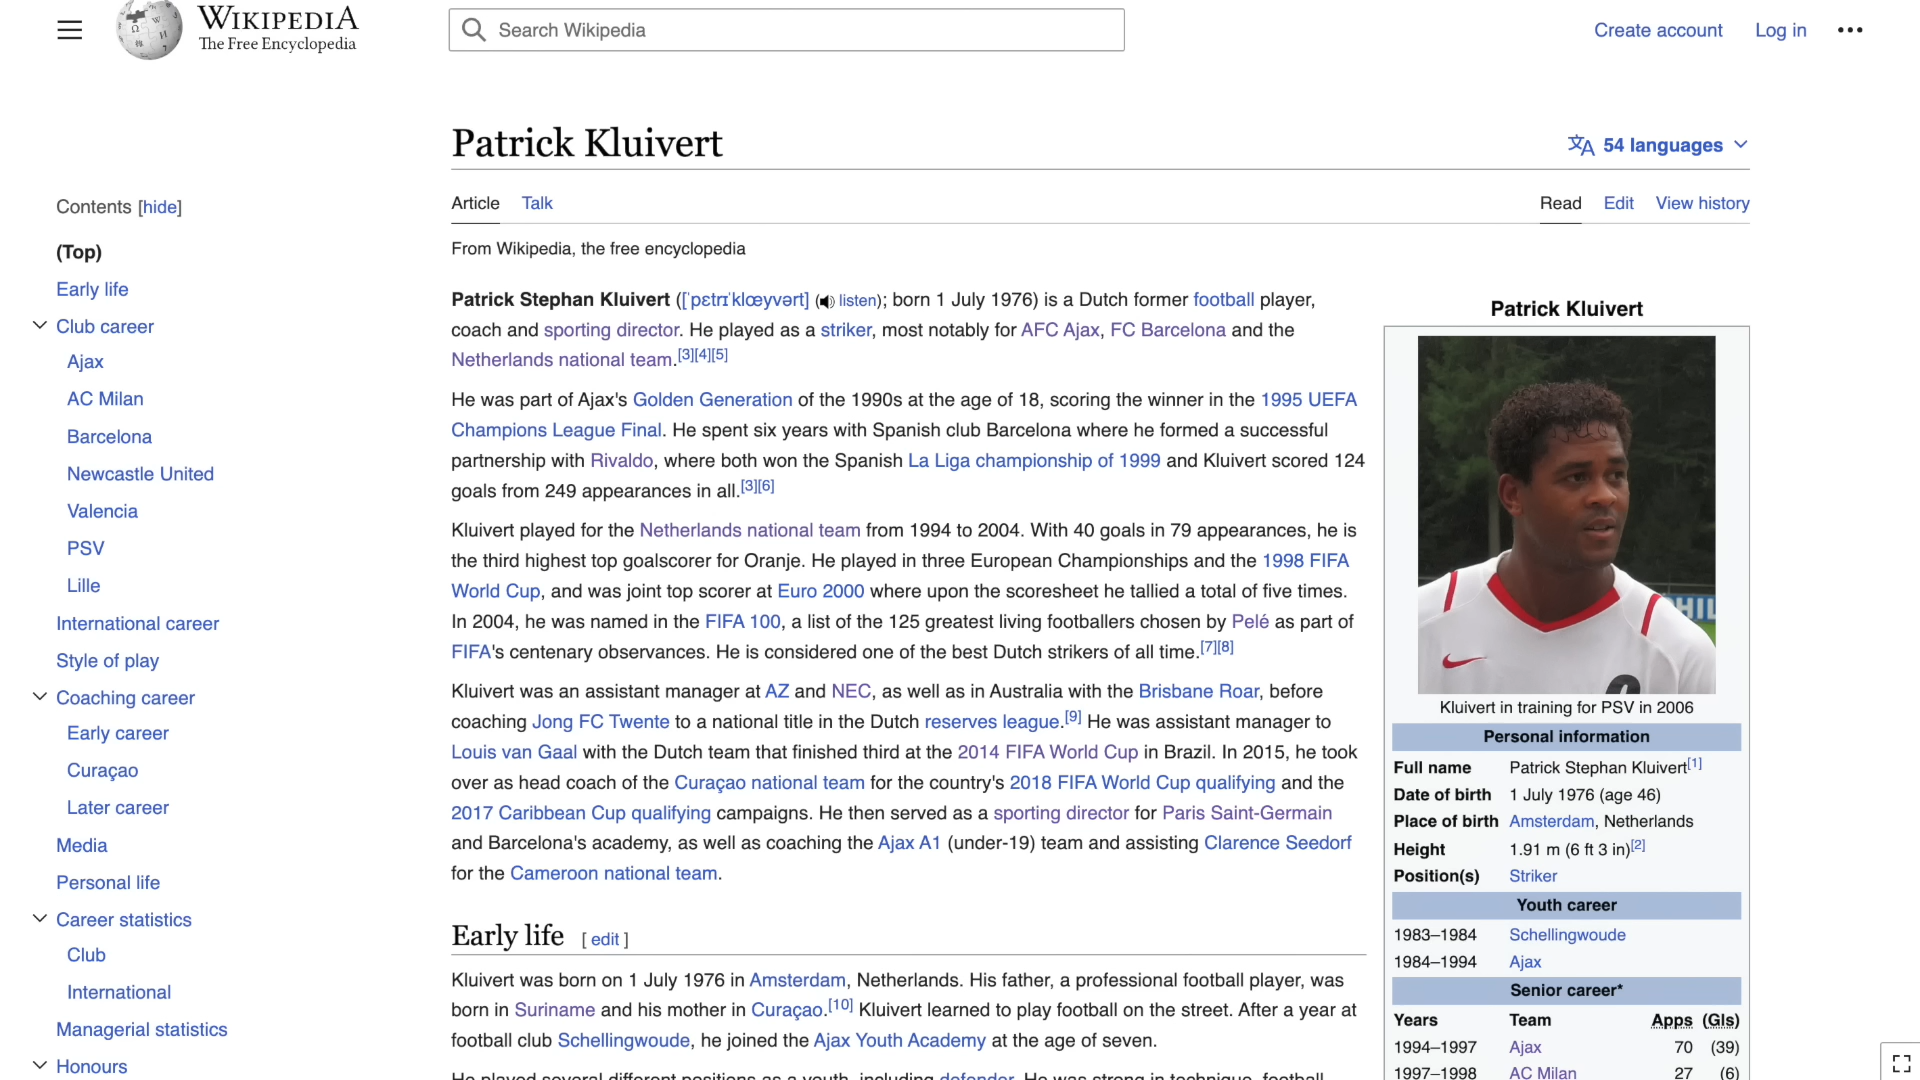 WIKIPEDIA
The Free Encyclopedia
Search Wikipedia
Create account
Log in
Patrick Kluivert
54 languages
Article
Talk
Read
Edit
View history
From Wikipedia, the free encyclopedia
Contents [hide]
(Top)
Early life
Club career
Ajax
AC Milan
Barcelona
Newcastle United
Valencia
PSV
Lille
International career
Style of play
Coaching career
Early career
Curaçao
Later career
Media
Personal life
Career statistics
Club
International
Managerial statistics
Honours
Patrick Stephan Kluivert ([ˈpɛtrɪˈklœyvərt] (listen); born 1 July 1976) is a Dutch former football player,
coach and sporting director. He played as a striker, most notably for AFC Ajax, FC Barcelona and the
Netherlands national team.[3][4][5]
He was part of Ajax's Golden Generation of the 1990s at the age of 18, scoring the winner in the 1995 UEFA
Champions League Final. He spent six years with Spanish club Barcelona where he formed a successful
partnership with Rivaldo, where both won the Spanish La Liga championship of 1999 and Kluivert scored 124
goals from 249 appearances in all.[3][6]
Kluivert played for the Netherlands national team from 1994 to 2004. With 40 goals in 79 appearances, he is
the third highest top goalscorer for Oranje. He played in three European Championships and the 1998 FIFA
World Cup, and was joint top scorer at Euro 2000 where upon the scoresheet he tallied a total of five times.
In 2004, he was named in the FIFA 100, a list of the 125 greatest living footballers chosen by Pelé as part of
FIFA's centenary observances. He is considered one of the best Dutch strikers of all time.[7][8]
Kluivert was an assistant manager at AZ and NEC, as well as in Australia with the Brisbane Roar, before
coaching Jong FC Twente to a national title in the Dutch reserves league.[9] He was assistant manager to
Louis van Gaal with the Dutch team that finished third at the 2014 FIFA World Cup in Brazil. In 2015, he took
over as head coach of the Curaçao national team for the country's 2018 FIFA World Cup qualifying and the
2017 Caribbean Cup qualifying campaigns. He then served as a sporting director for Paris Saint-Germain
and Barcelona's academy, as well as coaching the Ajax A1 (under-19) team and assisting Clarence Seedorf
for the Cameroon national team.
Early life [ edit ]
Kluivert was born on 1 July 1976 in Amsterdam, Netherlands. His father, a professional football player, was
born in Suriname and his mother in Curaçao.[10] Kluivert learned to play football on the street. After a year at
football club Schellingwoude, he joined the Ajax Youth Academy at the age of seven.
He played several different positions as a youth, including defender. He was strong in technique, football
Patrick Kluivert
PHIL
Kluivert in training for PSV in 2006
Personal information
Full name Patrick Stephan Kluivert[1]
Date of birth 1 July 1976 (age 46)
Place of birth Amsterdam, Netherlands
Height 1.91 m (6 ft 3 in)[2]
Position(s) Striker
Youth career
1983–1984 Schellingwoude
1984–1994 Ajax
Senior career*
Years Team Apps (Gls)
1994–1997 Ajax 70 (39)
1997–1998 AC Milan 27 (6)